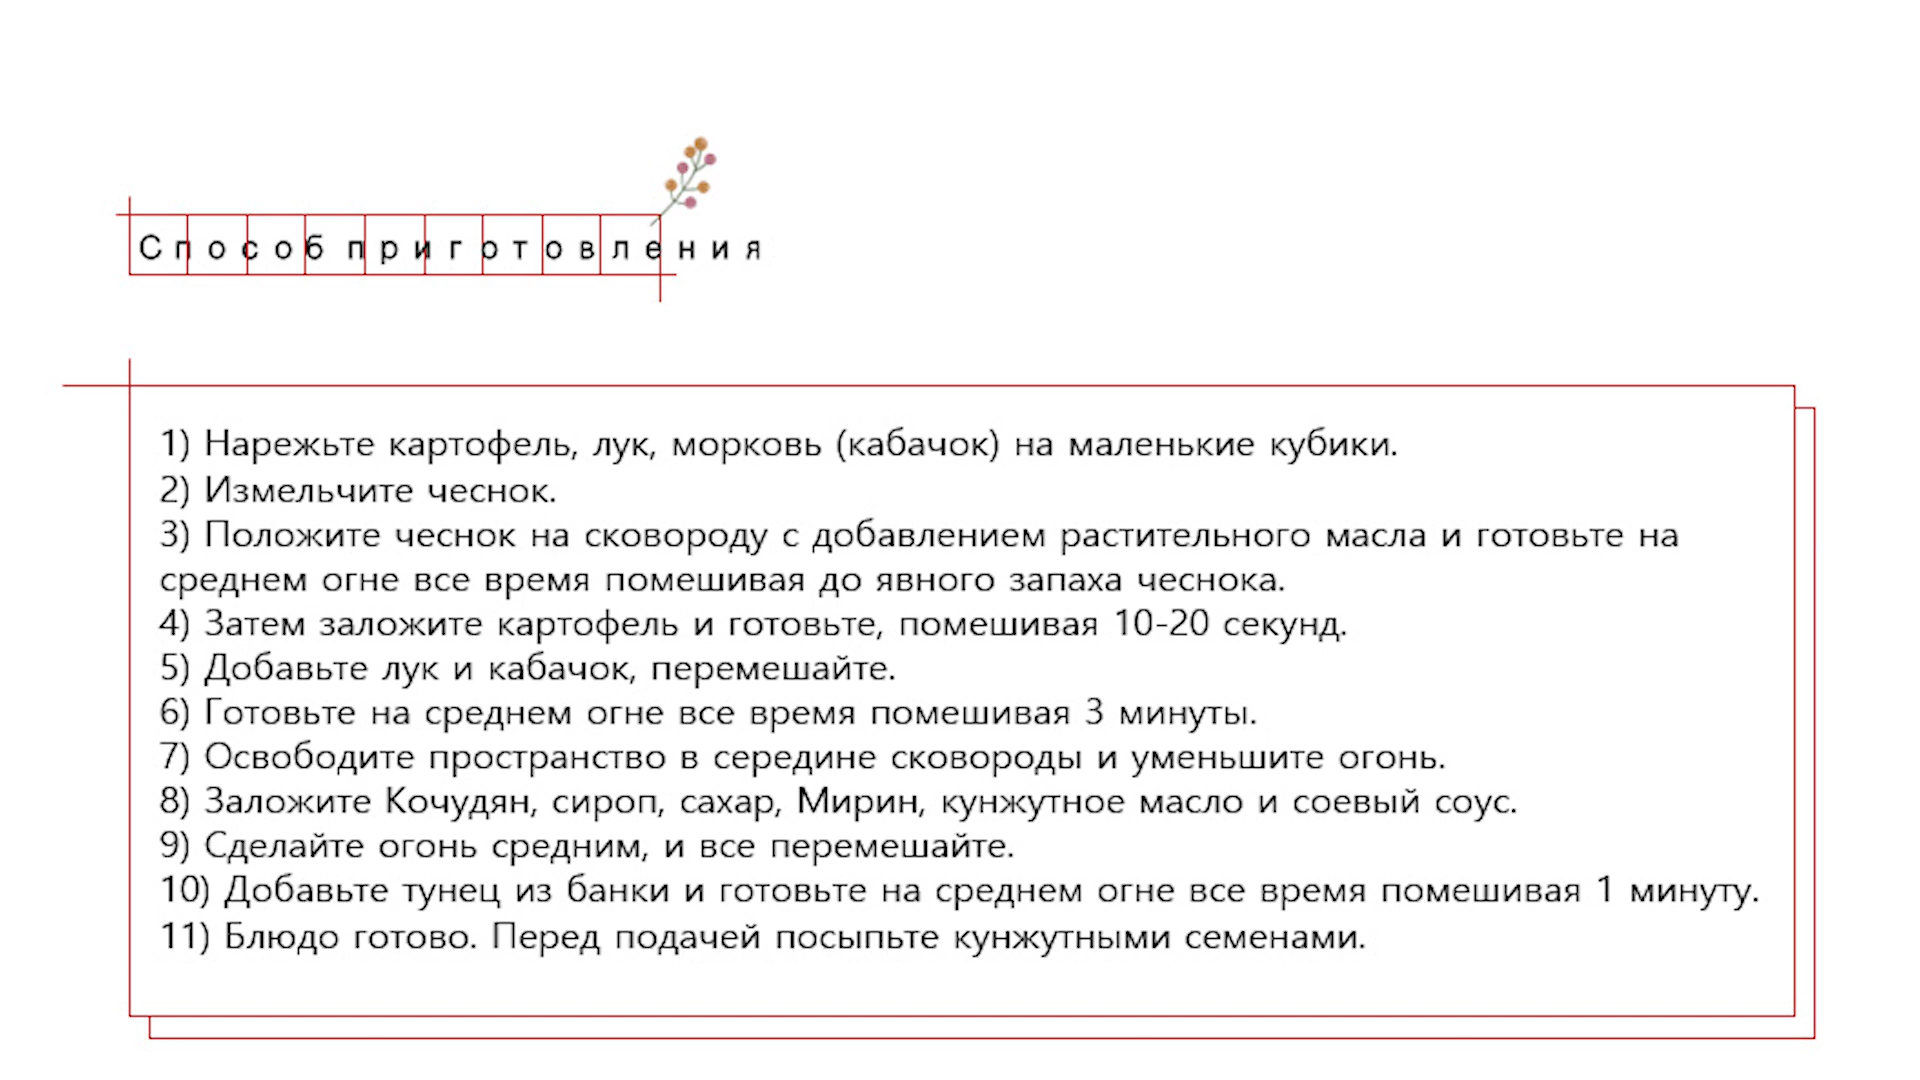 Способ приготовления
1) Нарежьте картофель, лук, морковь (кабачок) на маленькие кубики.
2) Измельчите чеснок.
3) Положите чеснок на сковороду с добавлением растительного масла и готовьте на
среднем огне все время помешивая до явного запаха чеснока.
4) Затем заложите картофель и готовьте, помешивая 10-20 секунд.
5) Добавьте лук и кабачок, перемешайте.
6) Готовьте на среднем огне все время помешивая 3 минуты.
7) Освободите пространство в середине сковороды и уменьшите огонь.
8) Заложите Кочудян, сироп, сахар, Мирин, кунжутное масло и соевый соус.
9) Сделайте огонь средним, и все перемешайте.
10) Добавьте тунец из банки и готовьте на среднем огне все время помешивая 1 минуту.
11) Блюдо готово. Перед подачей посыпьте кунжутными семенами.